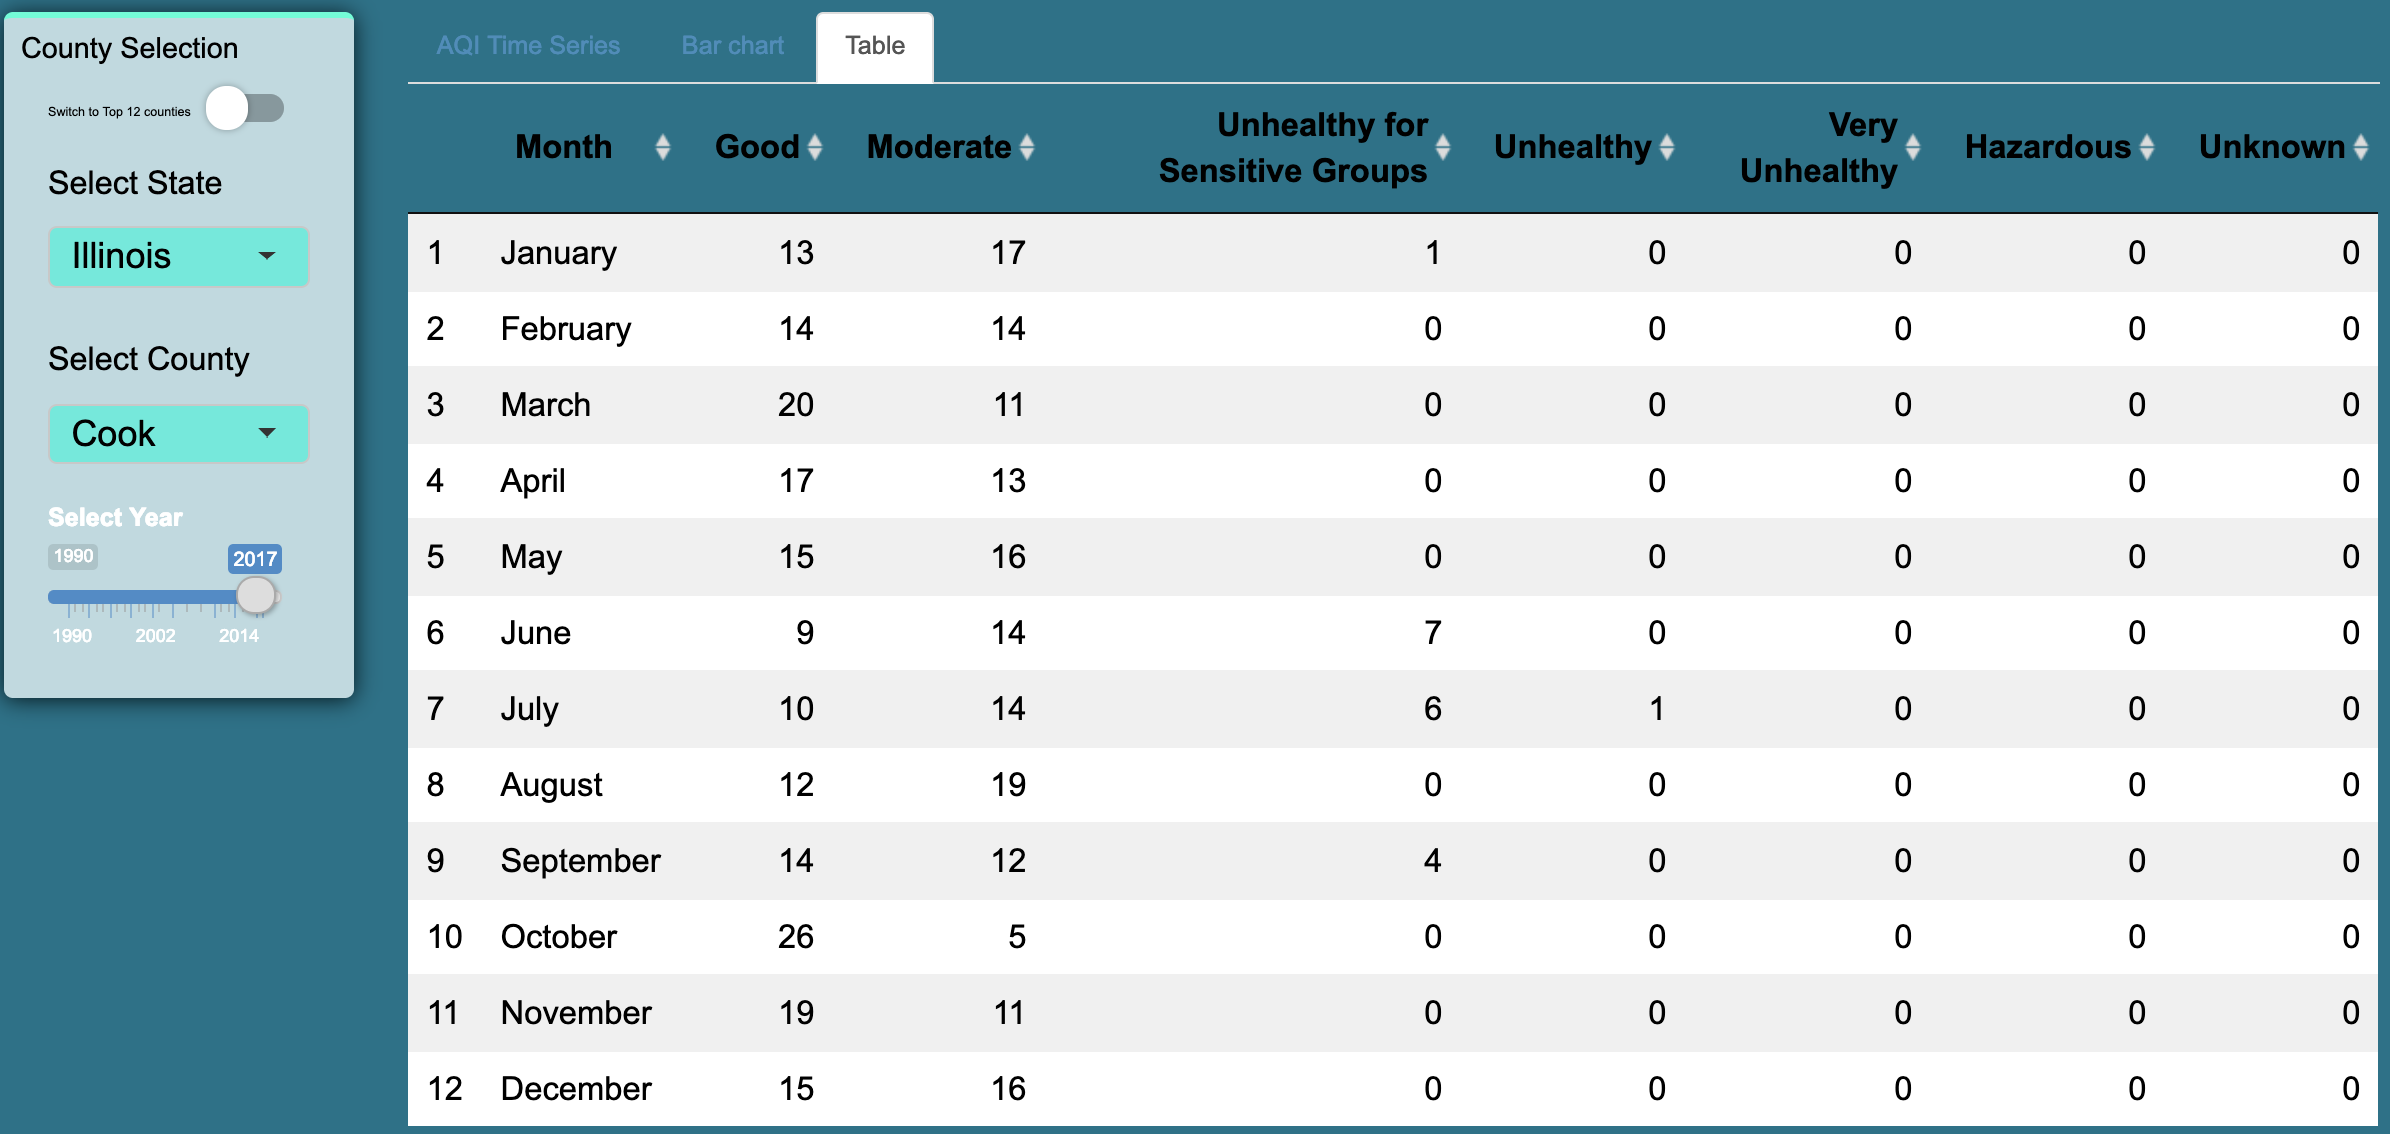 County Selection
Switch to Top 12 counties
Select State
Illinois
Select County
Cook
Select Year
1990
2017
1990 2002 2014
AQI Time Series Bar chart Table
Month Good Moderate Unhealthy for Sensitive Groups Unhealthy Very Unhealthy Hazardous Unknown
1 January 13 17 1 0 0 0 0
2 February 14 14 0 0 0 0 0
3 March 20 11 0 0 0 0 0
4 April 17 13 0 0 0 0 0
5 May 15 16 0 0 0 0 0
6 June 9 14 7 0 0 0 0
7 July 10 14 6 1 0 0 0
8 August 12 19 0 0 0 0 0
9 September 14 12 4 0 0 0 0
10 October 26 5 0 0 0 0 0
11 November 19 11 0 0 0 0 0
12 December 15 16 0 0 0 0 0